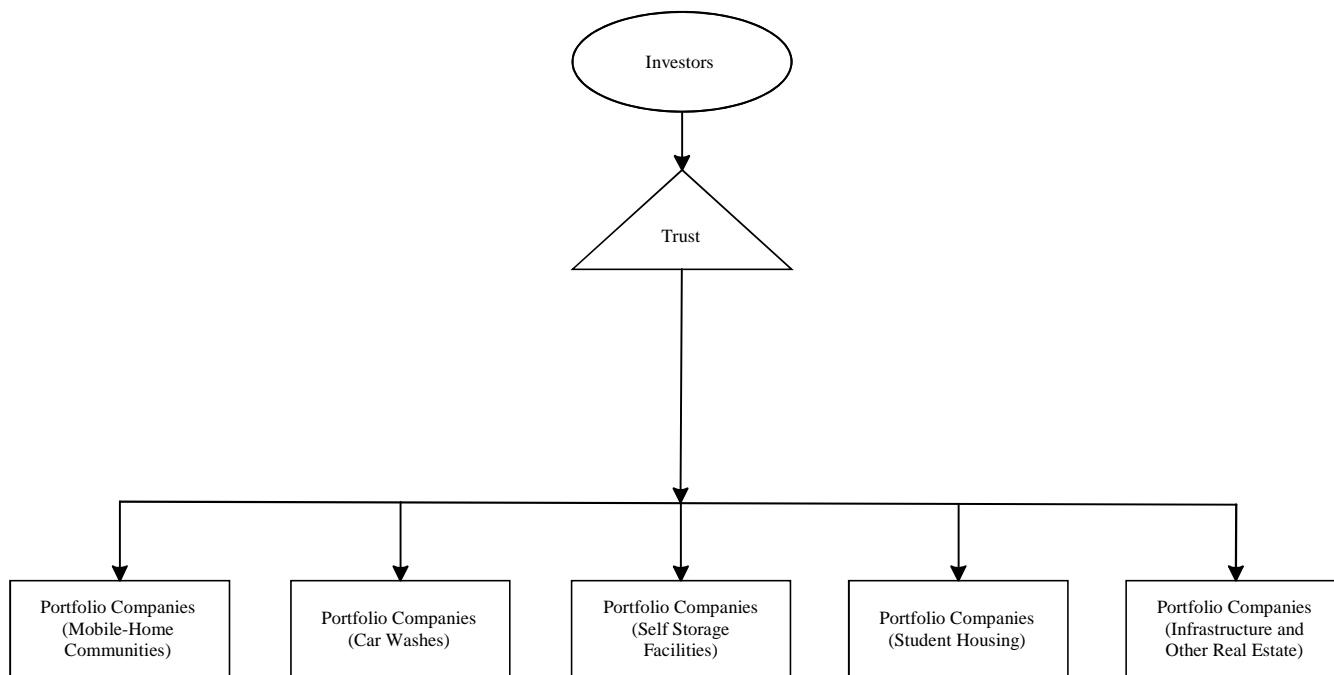 Investors
Trust
Portfolio Companies
(Mobile-Home
Communities)
Portfolio Companies
(Car Washes)
Portfolio Companies
(Self Storage
Facilities)
Portfolio Companies
(Student Housing)
Portfolio Companies
(Infrastructure and
Other Real Estate)